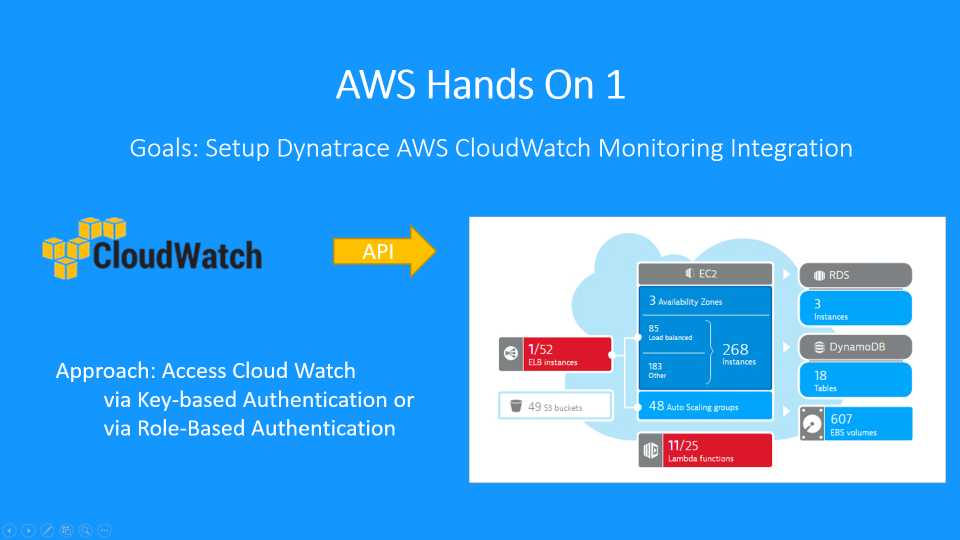 AWS Hands On 1
Goals: Setup Dynatrace AWS CloudWatch Monitoring Integration
CloudWatch
API
Approach: Access Cloud Watch
via Key-based Authentication or
via Role-Based Authentication
EC2
3 Availability Zones
85
Load balanced
183
Other
268
Instances
48 Auto Scaling groups
1/52
ELB instances
49 S3 buckets
11/25
Lambda functions
RDS
3
Instances
DynamoDB
18
Tables
607
EBS volumes